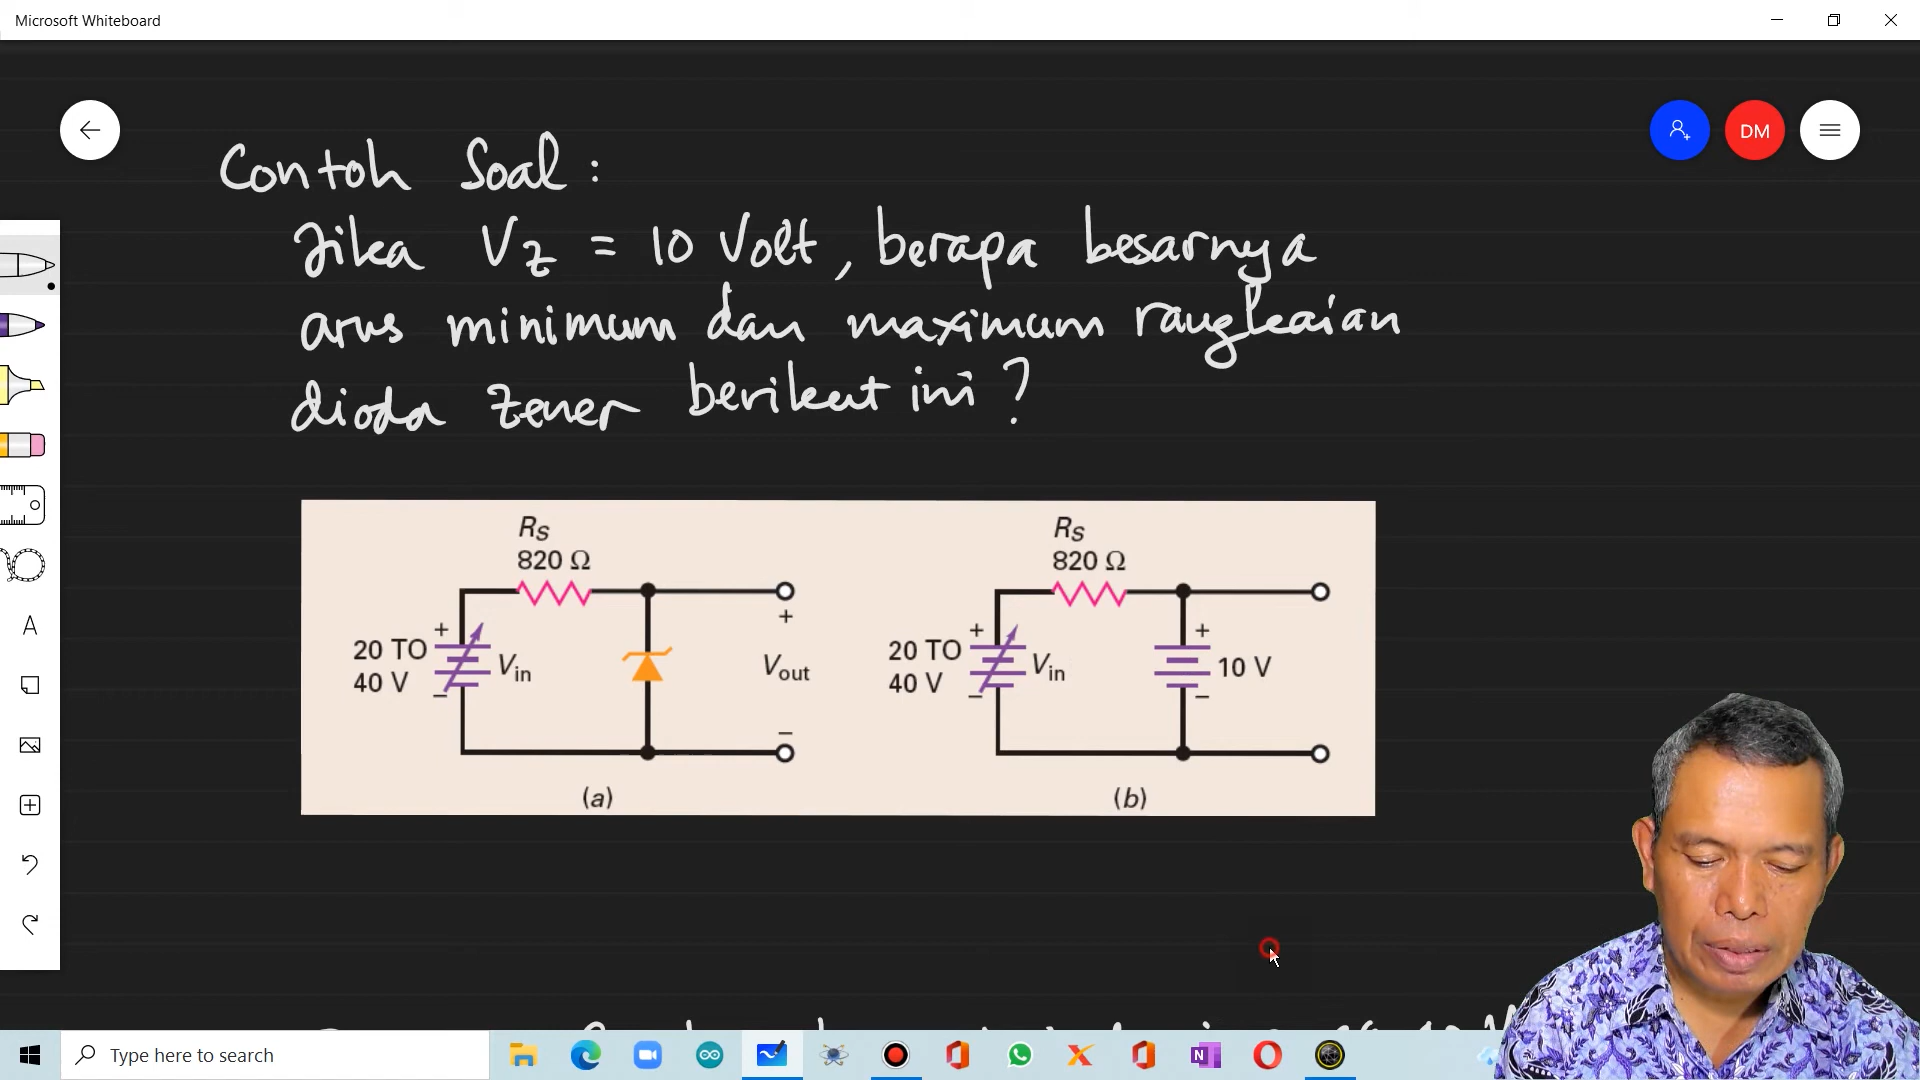 Microsoft Whiteboard
DM
Contoh Soal :
Jika Vz = 10 Volt, berapa besarnya
arus minimum dan maximum rangkaian
dioda zener berikut ini ?
RS
820 Ω
20 TO
40 V
+
−
Vin
+
Vout
−
(a)
RS
820 Ω
20 TO
40 V
+
−
Vin
+
−
10 V
(b)
Type here to search